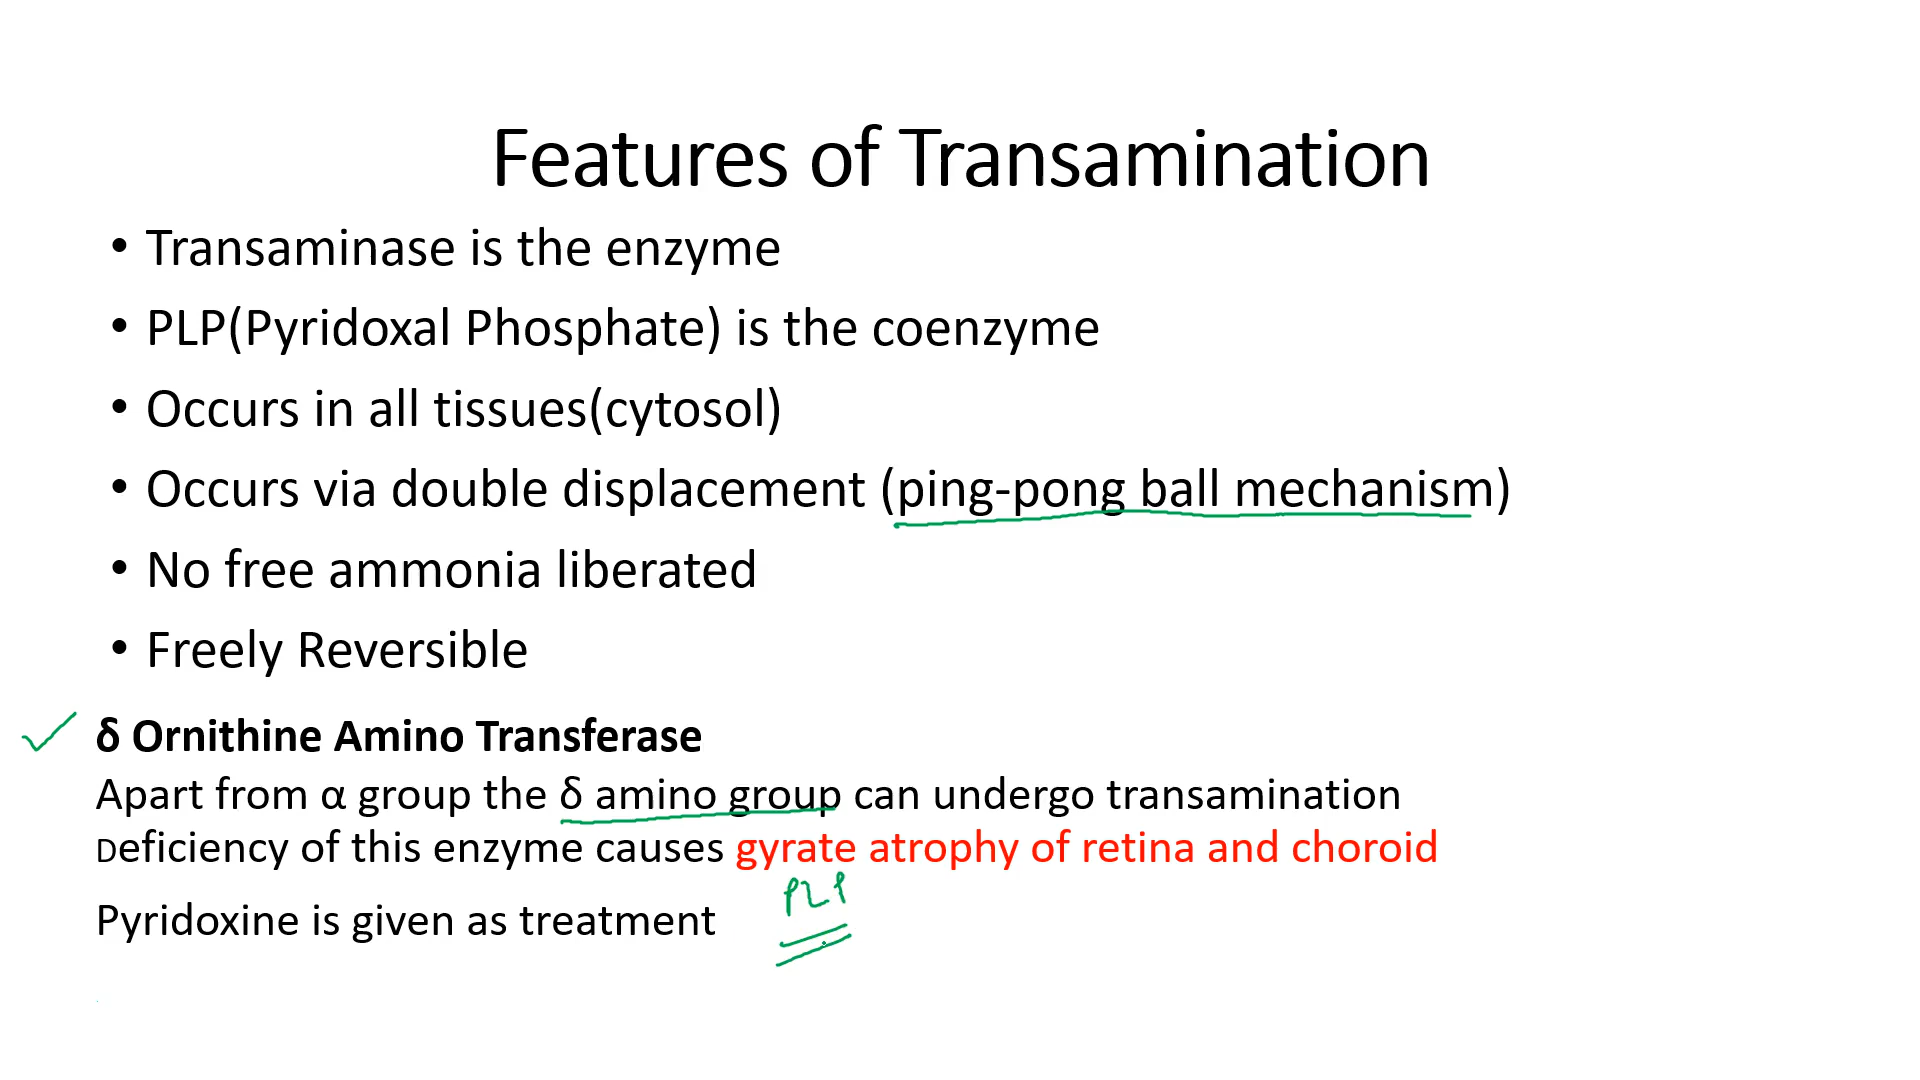 Features of Transamination
• Transaminase is the enzyme
• PLP(Pyridoxal Phosphate) is the coenzyme
• Occurs in all tissues(cytosol)
• Occurs via double displacement (ping-pong ball mechanism)
• No free ammonia liberated
• Freely Reversible
δ Ornithine Amino Transferase
Apart from α group the δ amino group can undergo transamination
Deficiency of this enzyme causes gyrate atrophy of retina and choroid
PLP
Pyridoxine is given as treatment